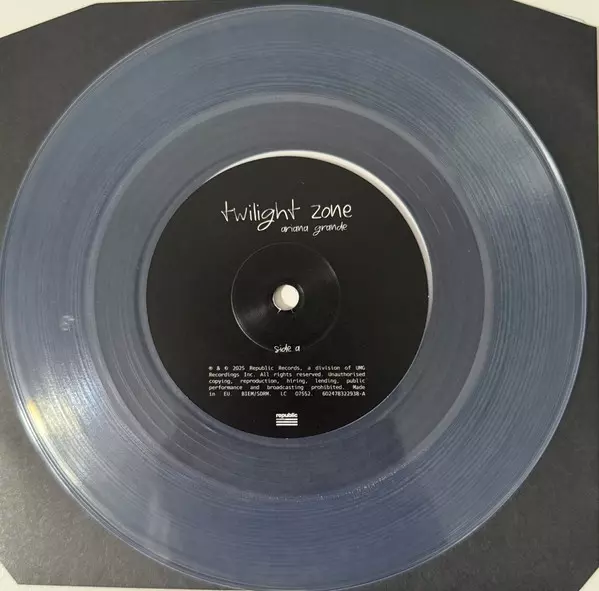 twilight zone
ariana grande
side a
℗ & © 2025 Republic Records, a division of UMG
Recordings Inc. All rights reserved. Unauthorised
copying, reproduction, hiring, lending, public
performance and broadcasting prohibited. Made
in EU. BIEM/SDRM. LC 07552. 602478322938-A
republic